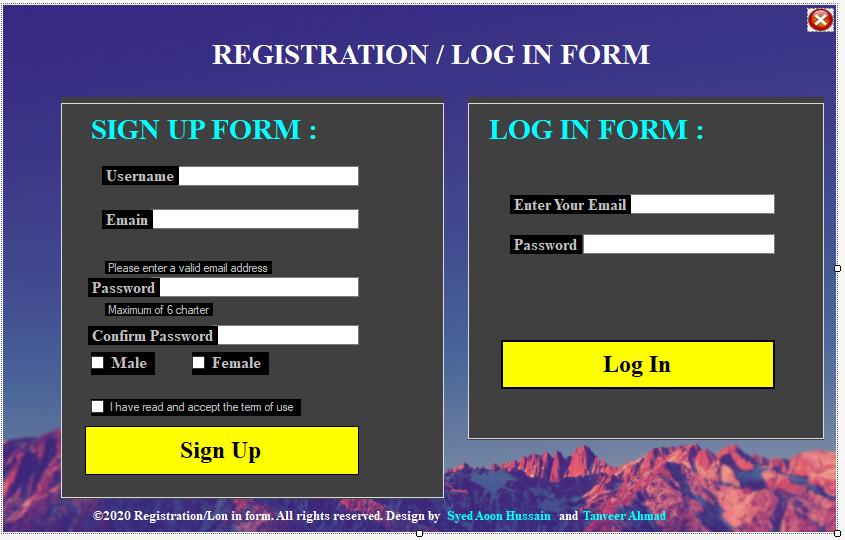 REGISTRATION / LOG IN FORM
SIGN UP FORM :
Username
Emain
Please enter a valid email address
Password
Maximum of 6 charter
Confirm Password
Male Female
I have read and accept the term of use
Sign Up
LOG IN FORM :
Enter Your Email
Password
Log In
©2020 Registration/Lon in form. All rights reserved. Design by Syed Aoon Hussain and Tanveer Ahmad